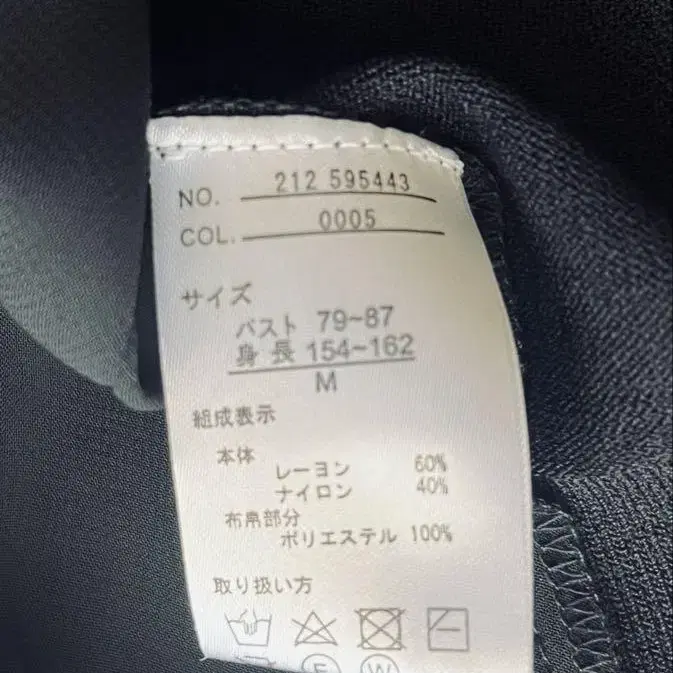 NO. 212 595443
COL. 0005
サイズ
バスト 79~87
身長 154~162
M
組成表示
本体
レーヨン 60%
ナイロン 40%
布帛部分
ポリエステル 100%
取り扱い方
F W